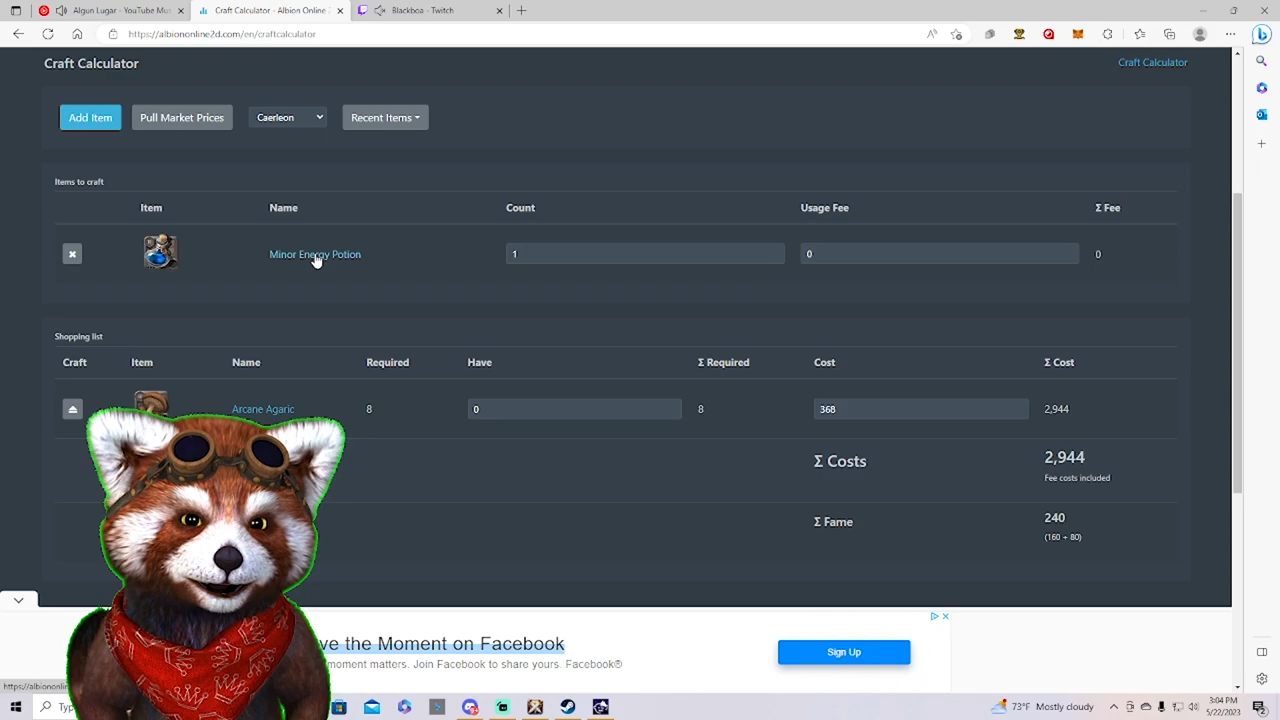 Algun Lugar - YouTube Mus
Craft Calculator - Albion Online
Blackboa - Twitch
https://albiononline2d.com/en/craftcalculator
Craft Calculator
Craft Calculator
Add Item
Pull Market Prices
Caerleon
Recent Items
Items to craft
Item
Name
Count
Usage Fee
Σ Fee
Minor Energy Potion
1
0
0
Shopping list
Craft
Item
Name
Required
Have
Σ Required
Cost
Σ Cost
Arcane Agaric
8
0
8
368
2,944
Σ Costs
2,944
Fee costs included
Σ Fame
240
(160 + 80)
ve the Moment on Facebook
moment matters. Join Facebook to share yours. Facebook®
Sign Up
https://albiononlin
Typ
73°F Mostly cloudy
3:04 PM
5/22/2023